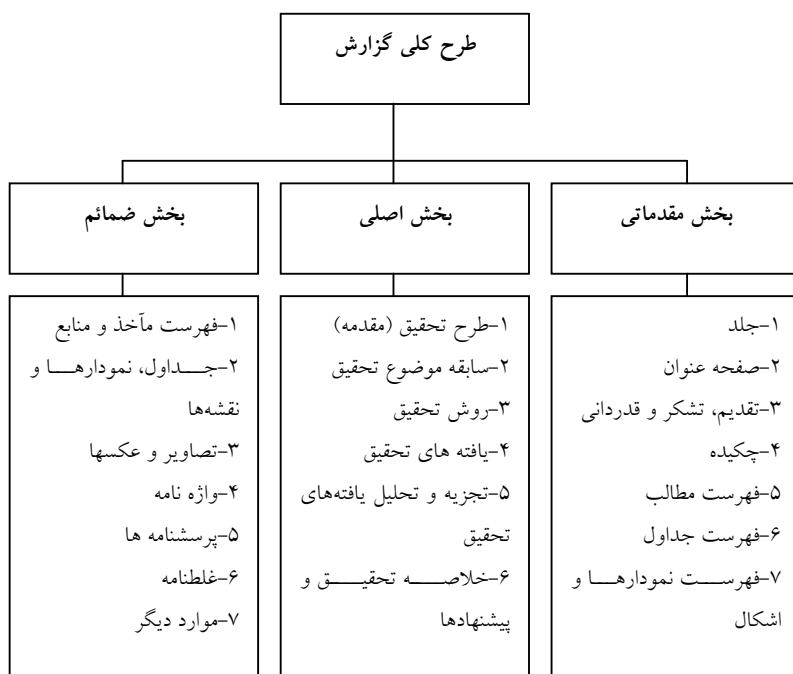 طرح کلی گزارش
بخش مقدماتی
۱-جلد
۲-صفحه عنوان
۳-تقدیم، تشکر و قدردانی
۴-چکیده
۵-فهرست مطالب
۶-فهرست جداول
۷-فهرست نمودارها و
اشکال
بخش اصلی
۱-طرح تحقیق (مقدمه)
۲-سابقه موضوع تحقیق
۳-روش تحقیق
۴-یافته های تحقیق
۵-تجزیه و تحلیل یافته‌های
تحقیق
۶-خلاصه تحقیق و
پیشنهادها
بخش ضمائم
۱-فهرست مآخذ و منابع
۲-جداول، نمودارها و
نقشه‌ها
۳-تصاویر و عکسها
۴-واژه نامه
۵-پرسشنامه ها
۶-غلطنامه
۷-موارد دیگر